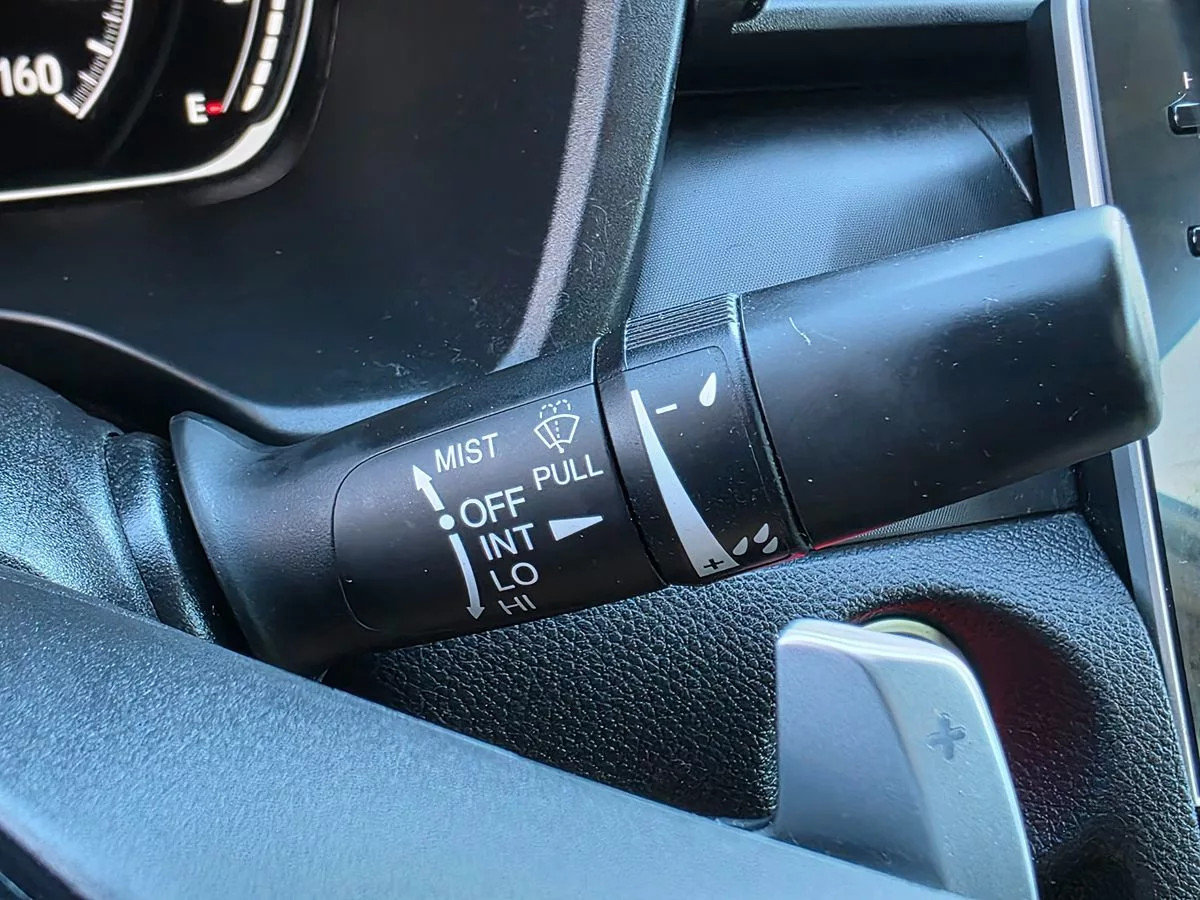 160
E
MIST
PULL
OFF
INT
LO
HI
−
+
+